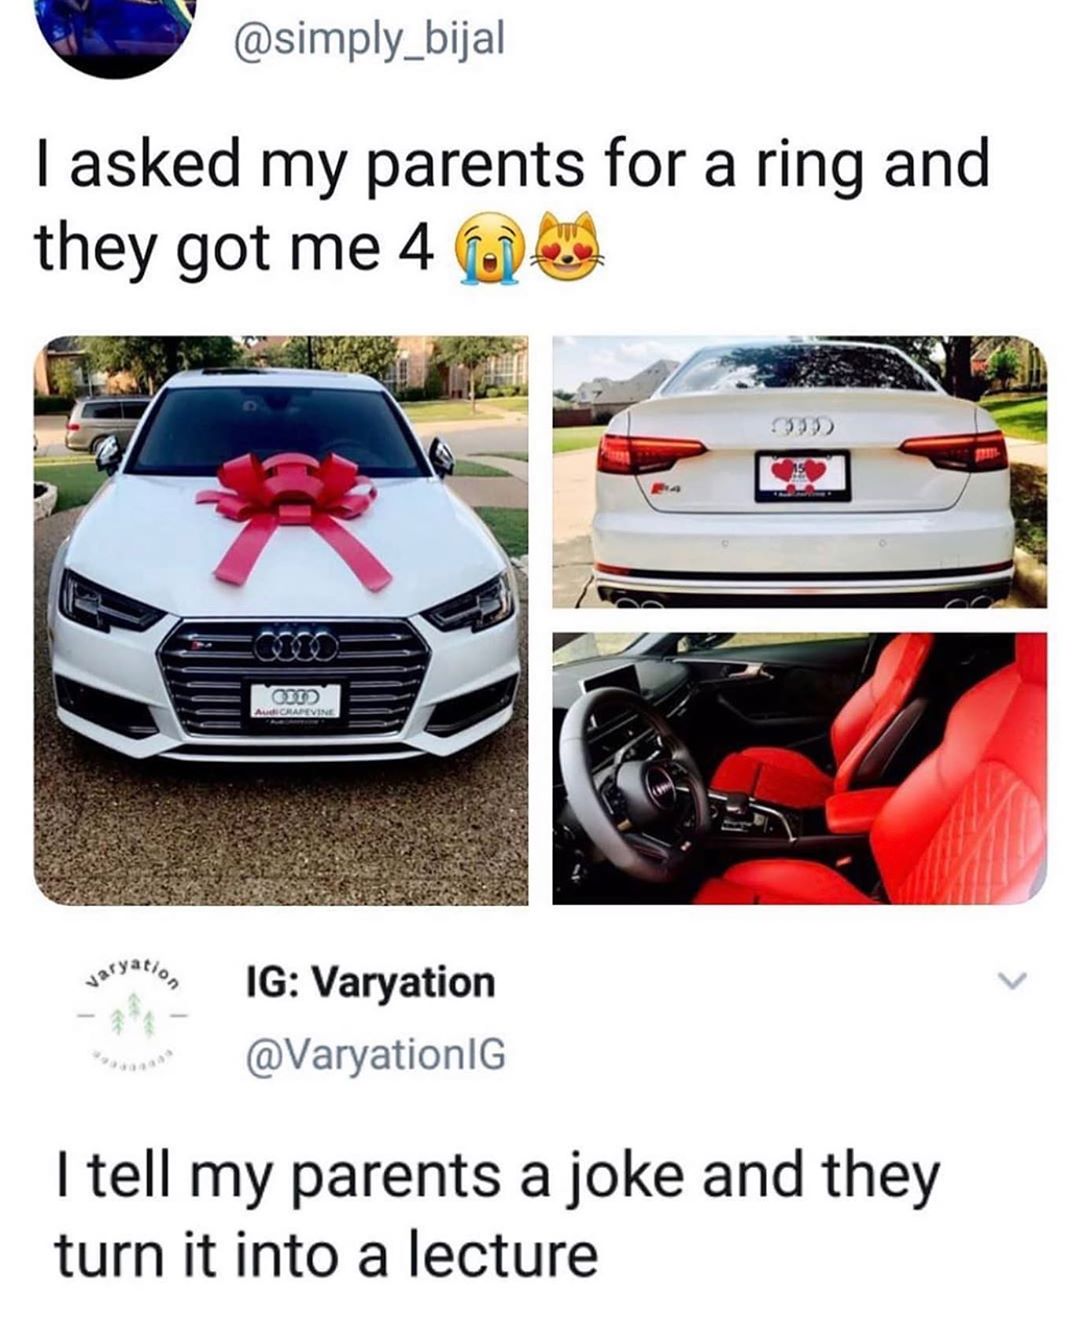 @simply_bijal
I asked my parents for a ring and
they got me 4 😭😻
Audi GRAPEVINE
S4
IG: Varyation
@VaryationIG
Varyation
I tell my parents a joke and they
turn it into a lecture